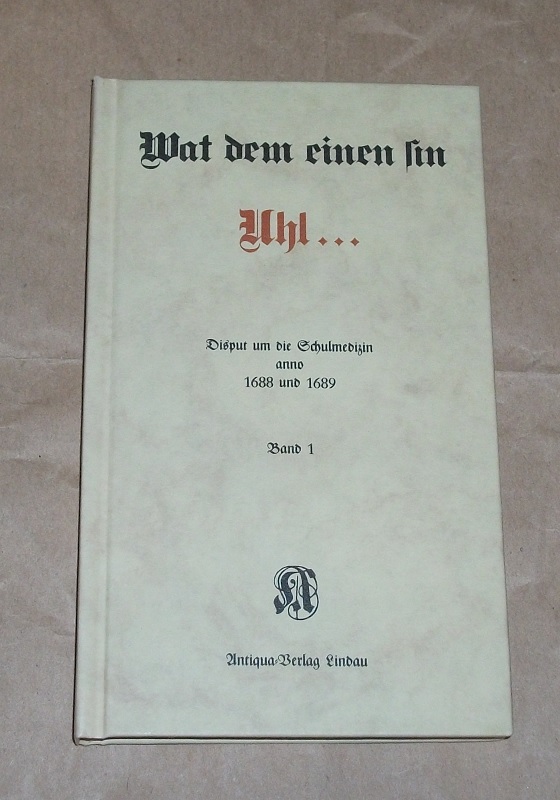 Wat dem einen sin
Uhl...
Disput um die Schulmedizin
anno
1688 und 1689
Band 1
A
Antiqua-Verlag Lindau